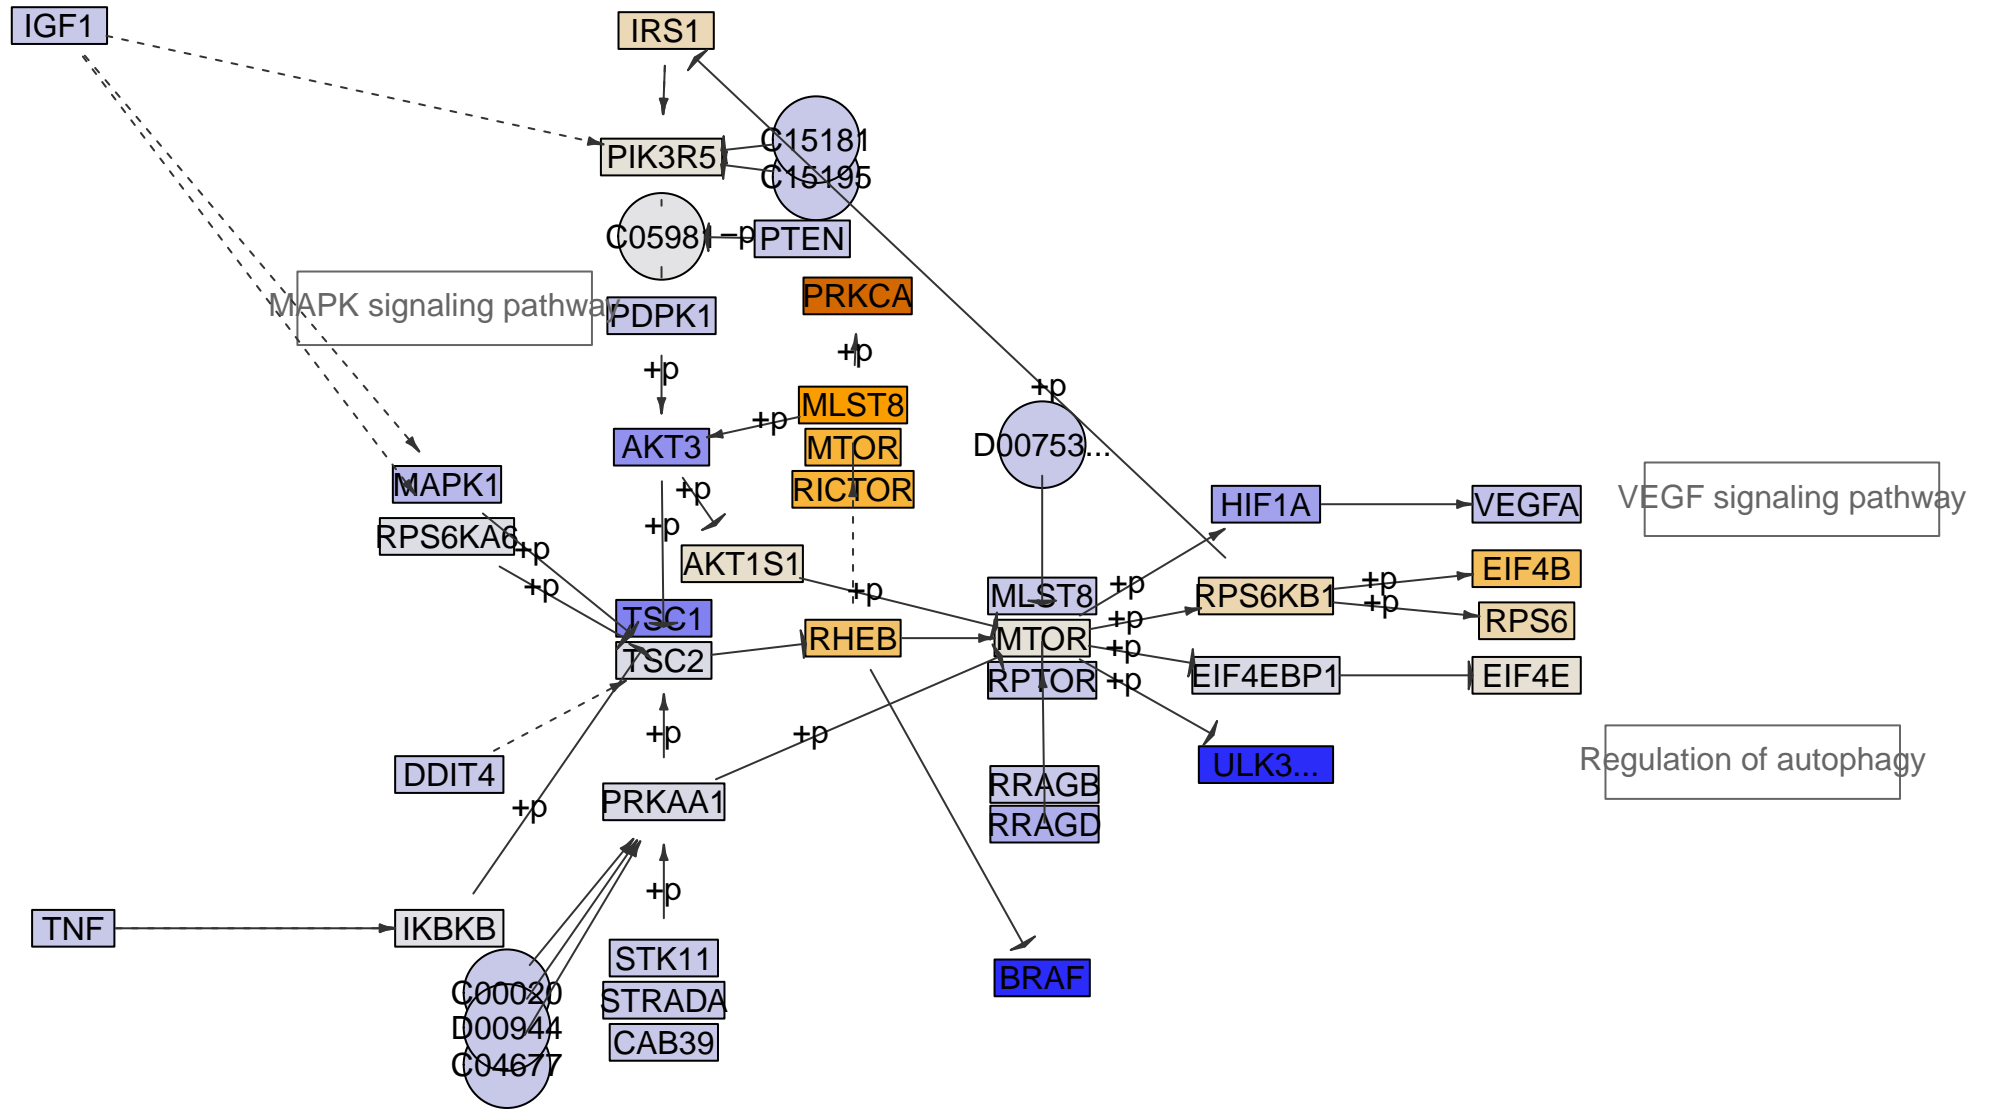 IGF1
IRS1
C15181
PIK3R5
C15195
C0598
-p
PTEN
PRKCA
MAPK signaling pathway
PDPK1
+p
+p
+p
MLST8
+p
AKT3
MTOR
D00753...
MAPK1
+p
RICTOR
HIF1A
VEGFA
VEGF signaling pathway
RPS6KA6
+p
+p
AKT1S1
EIF4B
+p
+p
+p
+p
MLST8
RPS6KB1
+p
TSC1
+p
RPS6
RHEB
MTOR
+p
TSC2
RPTOR
+p
EIF4EBP1
EIF4E
+p
+p
Regulation of autophagy
DDIT4
ULK3...
RRAGB
PRKAA1
+p
RRAGD
+p
TNF
IKBKB
STK11
BRAF
C00020
STRADA
D00944
CAB39
C04677